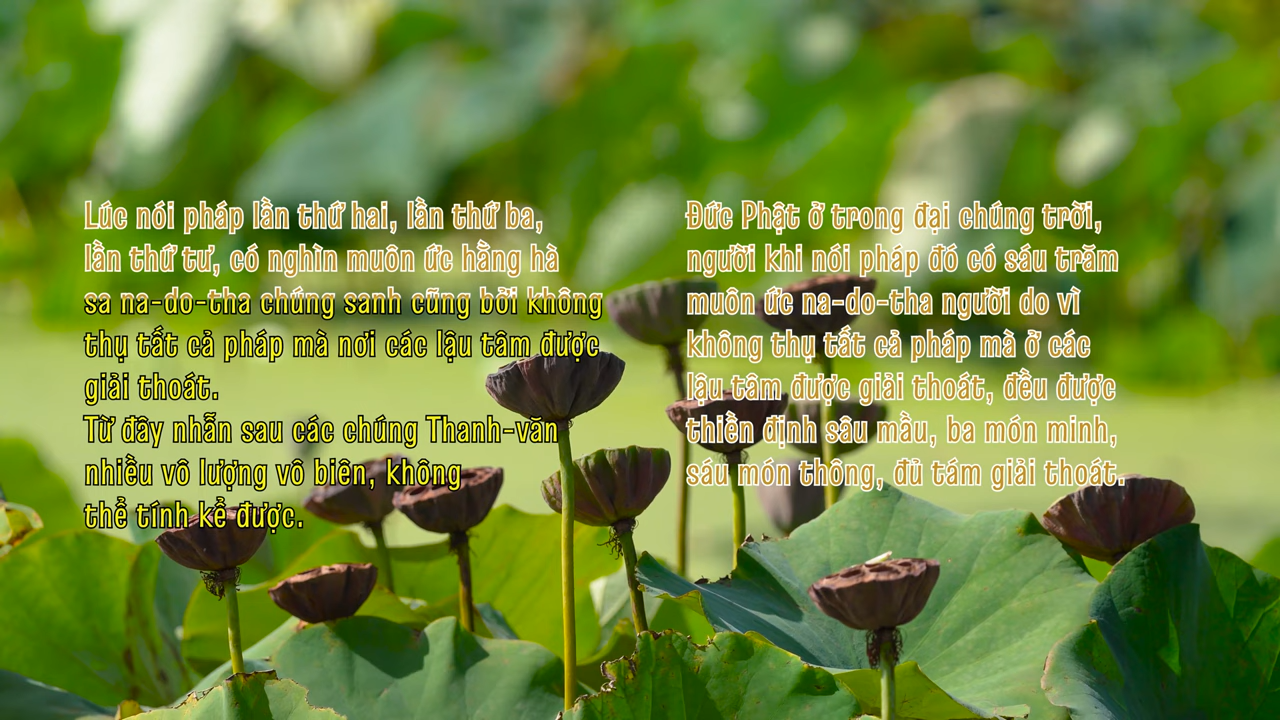 Lúc nói pháp lần thứ hai, lần thứ ba,
lần thứ tư, có nghìn muôn ức hằng hà
sa na-do-tha chúng sanh cũng bởi không
thụ tất cả pháp mà nơi các lậu tâm được
giải thoát.
Từ đây nhẫn sau các chúng Thanh-văn
nhiều vô lượng vô biên, không
thể tính kể được.
Đức Phật ở trong đại chúng trời,
người khi nói pháp đó có sáu trăm
muôn ức na-do-tha người do vì
không thụ tất cả pháp mà ở các
lậu tâm được giải thoát, đều được
thiền định sâu mầu, ba món minh,
sáu món thông, đủ tám giải thoát.